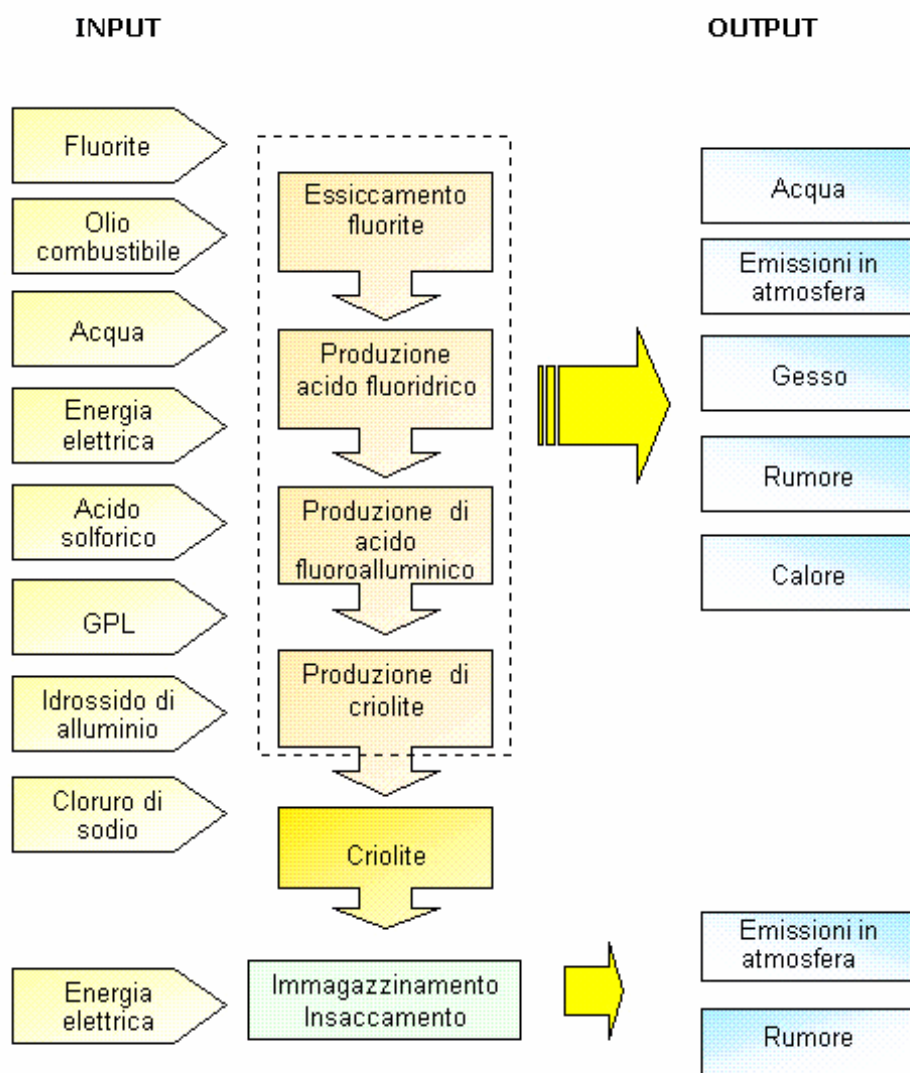 INPUT
OUTPUT
Fluorite
Olio
combustibile
Acqua
Energia
elettrica
Acido
solforico
GPL
Idrossido di
alluminio
Cloruro di
sodio
Energia
elettrica
Essiccamento
fluorite
Produzione
acido fluoridrico
Produzione di
acido
fluoroalluminico
Produzione di
criolite
Criolite
Immagazzinamento
Insaccamento
Acqua
Emissioni in
atmosfera
Gesso
Rumore
Calore
Emissioni in
atmosfera
Rumore